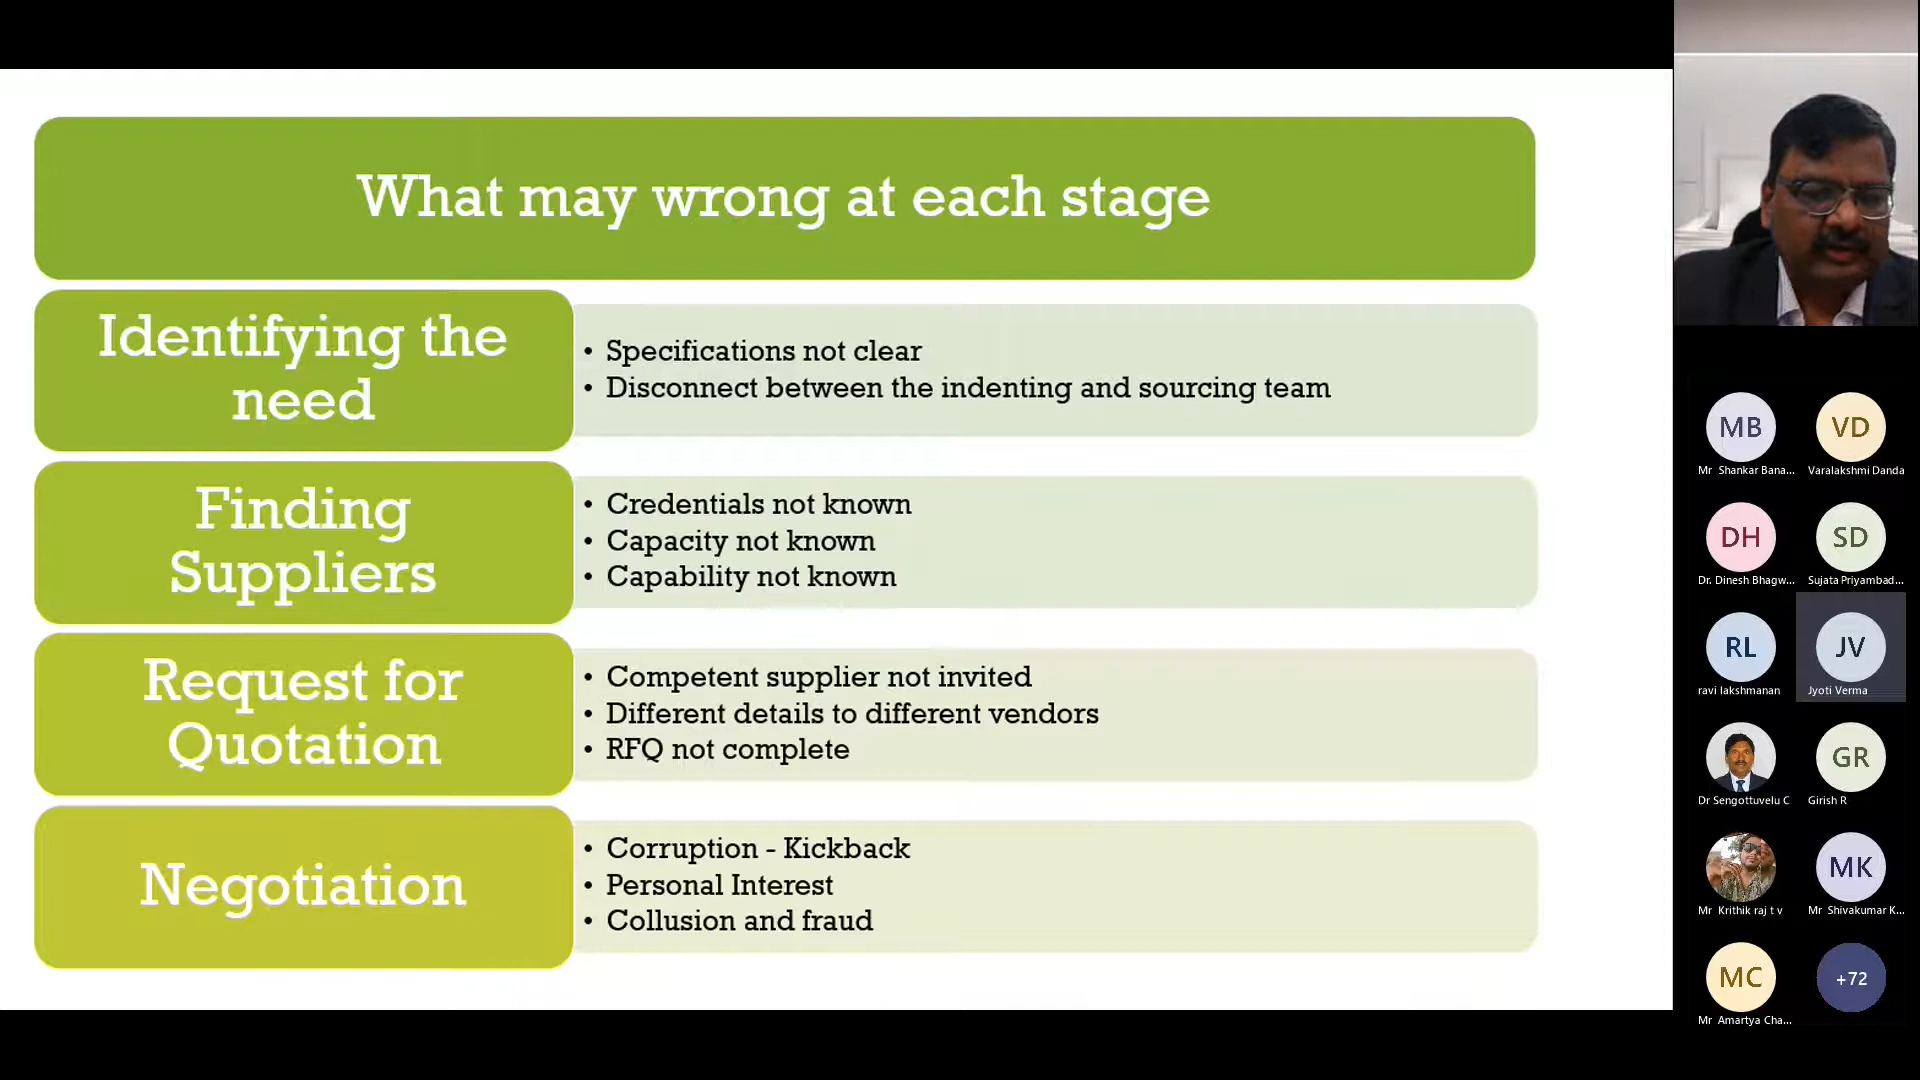 What may wrong at each stage
Identifying the
need
• Specifications not clear
• Disconnect between the indenting and sourcing team
Finding
Suppliers
• Credentials not known
• Capacity not known
• Capability not known
Request for
Quotation
• Competent supplier not invited
• Different details to different vendors
• RFQ not complete
Negotiation
• Corruption - Kickback
• Personal Interest
• Collusion and fraud
MB
Mr Shankar Bana...
VD
Varalakshmi Danda
DH
Dr. Dinesh Bhagw...
SD
Sujata Priyambad...
RL
ravi lakshmanan
JV
Jyoti Verma
Dr Sengottuvelu C
GR
Girish R
Mr Krithik raj t v
MK
Mr Shivakumar K...
MC
Mr Amartya Cha...
+72